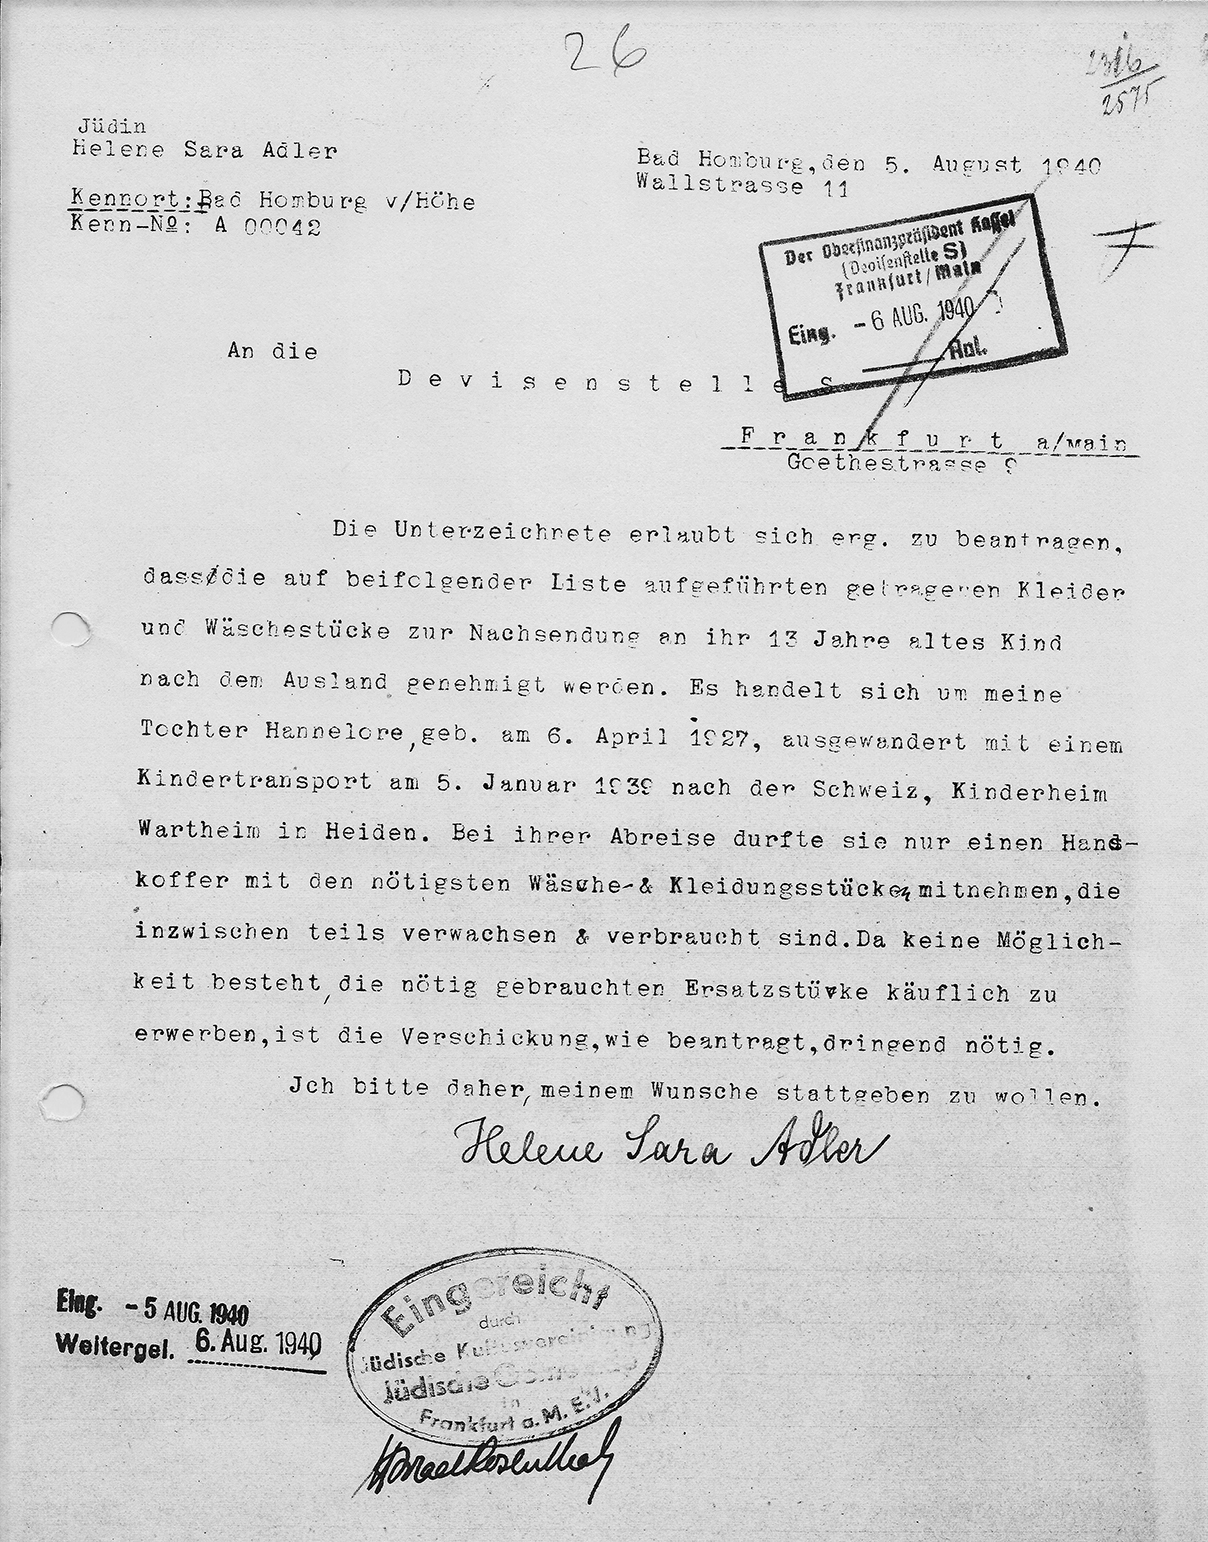 26
2316
2575
Jüdin
Helene Sara Adler
Kennort: Bad Homburg v/Höhe
Kenn-No: A 00042
Bad Homburg, den 5. August 1940
Wallstrasse 11
Der Oberfinanzpräsident Kassel
(Devisenstelle S)
Frankfurt/Main
Eing. - 6 AUG. 1940
Anl.
An die
Devisenstelle S
Frankfurt a/Main
Goethestrasse 9
Die Unterzeichnete erlaubt sich erg. zu beantragen,
dass die auf beifolgender Liste aufgeführten getragenen Kleider
und Wäschestücke zur Nachsendung an ihr 13 Jahre altes Kind
nach dem Ausland genehmigt werden. Es handelt sich um meine
Tochter Hannelore, geb. am 6. April 1927, ausgewandert mit einem
Kindertransport am 5. Januar 1939 nach der Schweiz, Kinderheim
Wartheim in Heiden. Bei ihrer Abreise durfte sie nur einen Hand-
koffer mit den nötigsten Wäsche-& Kleidungsstücken mitnehmen, die
inzwischen teils verwachsen & verbraucht sind. Da keine Möglich-
keit besteht, die nötig gebrauchten Ersatzstüvke käuflich zu
erwerben, ist die Verschickung, wie beantragt, dringend nötig.
Jch bitte daher, meinem Wunsche stattgeben zu wollen.
Helene Sara Adler
Eing. - 5 AUG. 1940
Weitergel. 6. Aug. 1940
Eingereicht
durch
Jüdische Kultusvereinigung
Jüdische Gemeinde
in
Frankfurt a. M. E.V.
Israel Rosenthal